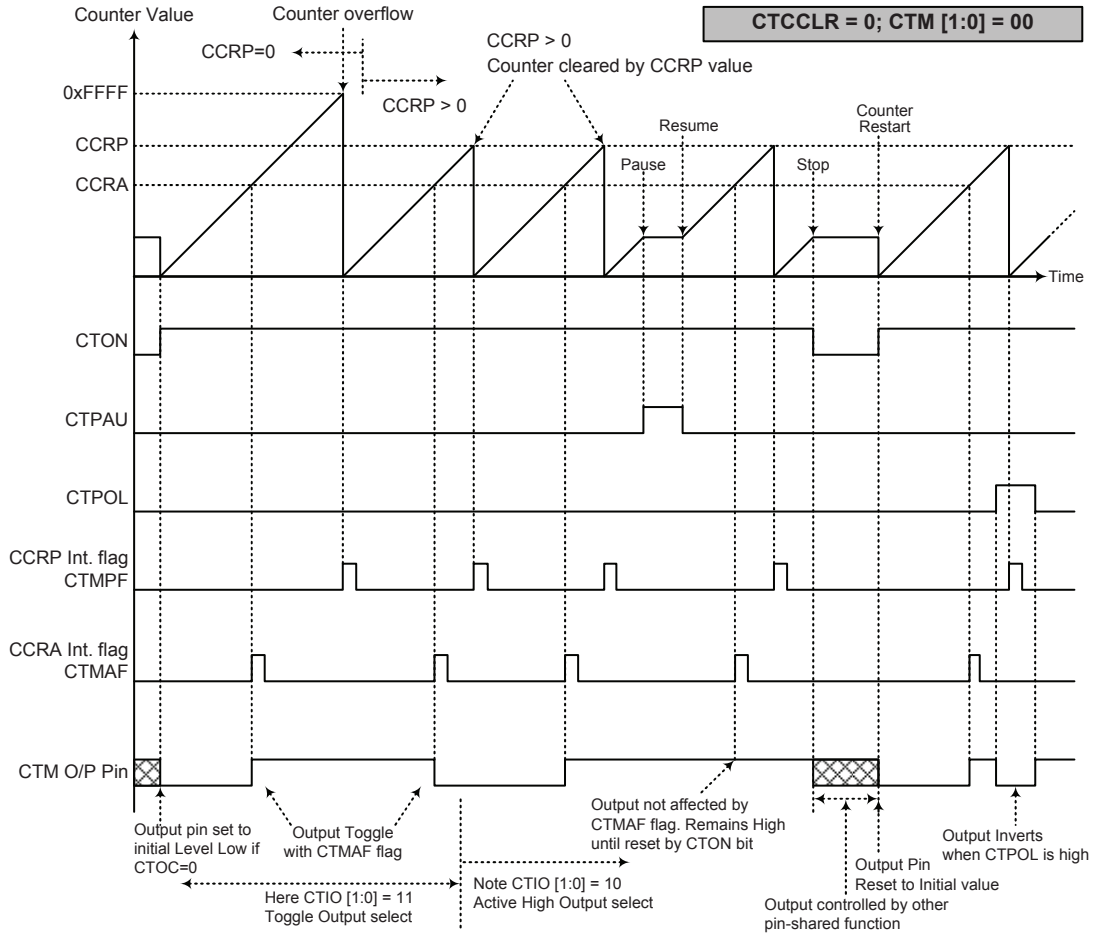 Counter Value
Counter overflow
CTCCLR = 0; CTM [1:0] = 00
CCRP=0
CCRP > 0
CCRP > 0
Counter cleared by CCRP value
0xFFFF
CCRP
CCRA
Pause
Resume
Stop
Counter
Restart
Time
CTON
CTPAU
CTPOL
CCRP Int. flag
CTMPF
CCRA Int. flag
CTMAF
CTM O/P Pin
Output pin set to
initial Level Low if
CTOC=0
Output Toggle
with CTMAF flag
Output not affected by
CTMAF flag. Remains High
until reset by CTON bit
Output Inverts
when CTPOL is high
Output Pin
Reset to Initial value
Here CTIO [1:0] = 11
Toggle Output select
Note CTIO [1:0] = 10
Active High Output select
Output controlled by other
pin-shared function